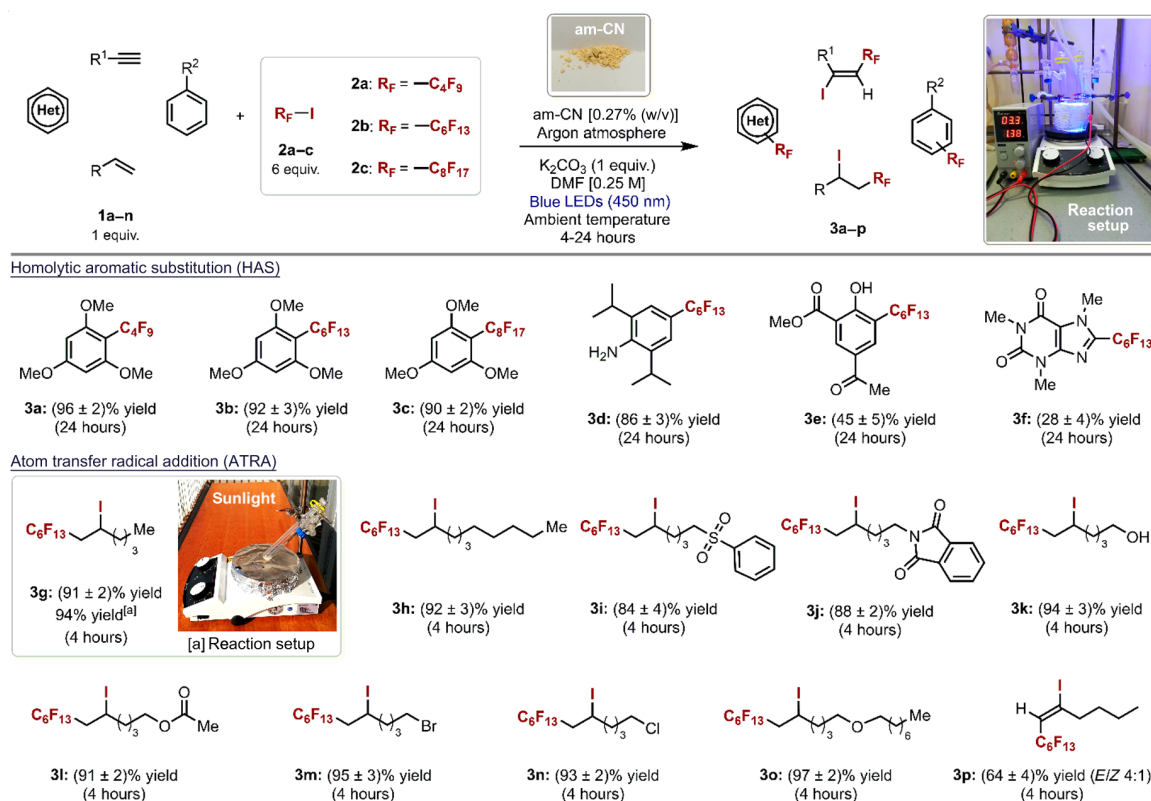 R¹
R²
Het
+
R_F—I
2a–c
6 equiv.
2a: R_F = —C₄F₉
2b: R_F = —C₆F₁₃
2c: R_F = —C₈F₁₇
1a–n
1 equiv.
am-CN
am-CN [0.27% (w/v)]
Argon atmosphere
K₂CO₃ (1 equiv.)
DMF [0.25 M]
Blue LEDs (450 nm)
Ambient temperature
4-24 hours
R¹ R_F
I H
Het
R_F
R²
R_F
I
R R_F
3a–p
03.3
1.38
Reaction
setup
Homolytic aromatic substitution (HAS)
OMe
C₄F₉
MeO OMe
3a: (96 ± 2)% yield
(24 hours)
OMe
C₆F₁₃
MeO OMe
3b: (92 ± 3)% yield
(24 hours)
OMe
C₈F₁₇
MeO OMe
3c: (90 ± 2)% yield
(24 hours)
C₆F₁₃
H₂N
3d: (86 ± 3)% yield
(24 hours)
O OH
MeO C₆F₁₃
O Me
3e: (45 ± 5)% yield
(24 hours)
O Me
Me N N
C₆F₁₃
O N N
Me
3f: (28 ± 4)% yield
(24 hours)
Atom transfer radical addition (ATRA)
I
C₆F₁₃ ( )₃ Me
3g: (91 ± 2)% yield
94% yield[a]
(4 hours)
Sunlight
[a] Reaction setup
I
C₆F₁₃ ( )₃ Me
3h: (92 ± 3)% yield
(4 hours)
I O O
C₆F₁₃ ( )₃ S
3i: (84 ± 4)% yield
(4 hours)
I O
C₆F₁₃ ( )₃ N
O
3j: (88 ± 2)% yield
(4 hours)
I
C₆F₁₃ ( )₃ OH
3k: (94 ± 3)% yield
(4 hours)
I O
C₆F₁₃ ( )₃ O Me
3l: (91 ± 2)% yield
(4 hours)
I
C₆F₁₃ ( )₃ Br
3m: (95 ± 3)% yield
(4 hours)
I
C₆F₁₃ ( )₃ Cl
3n: (93 ± 2)% yield
(4 hours)
I
C₆F₁₃ ( )₃ O ( )₆ Me
3o: (97 ± 2)% yield
(4 hours)
I
H
C₆F₁₃
3p: (64 ± 4)% yield (E/Z 4:1)
(4 hours)